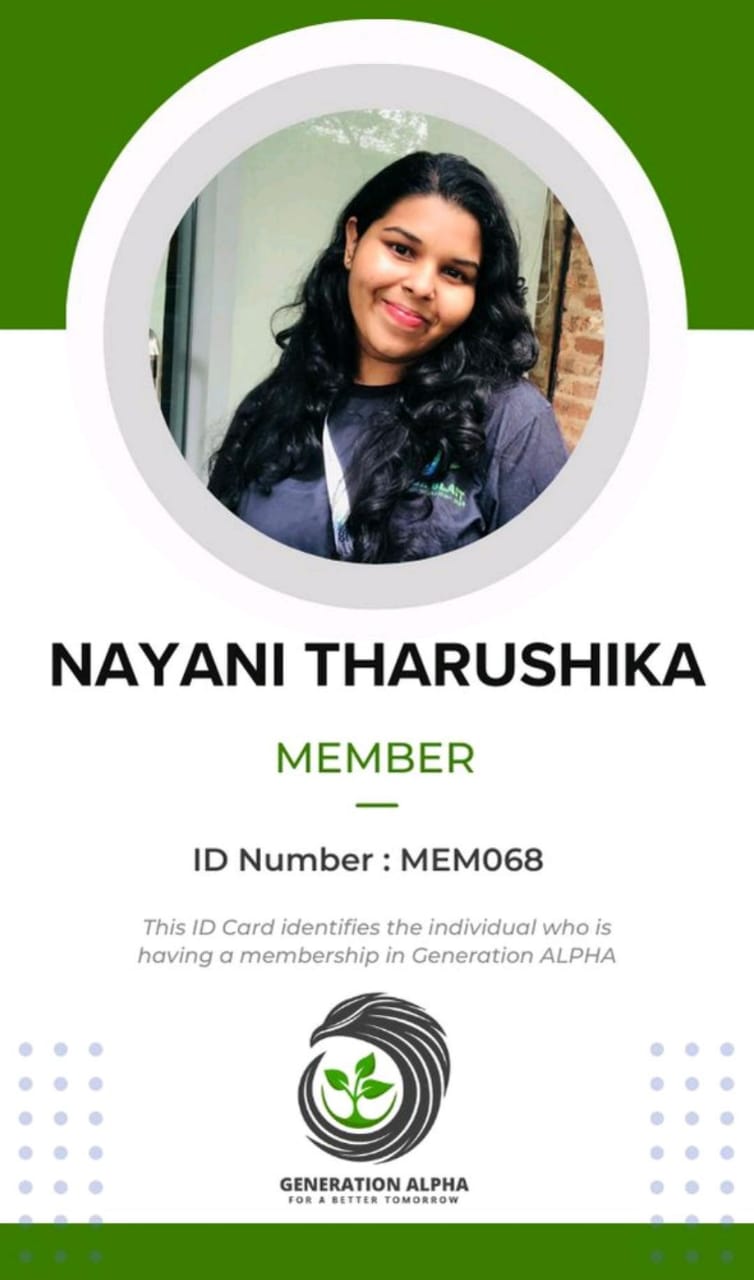 NAYANI THARUSHIKA
MEMBER
ID Number : MEM068
This ID Card identifies the individual who is
having a membership in Generation ALPHA
GENERATION ALPHA
FOR A BETTER TOMORROW